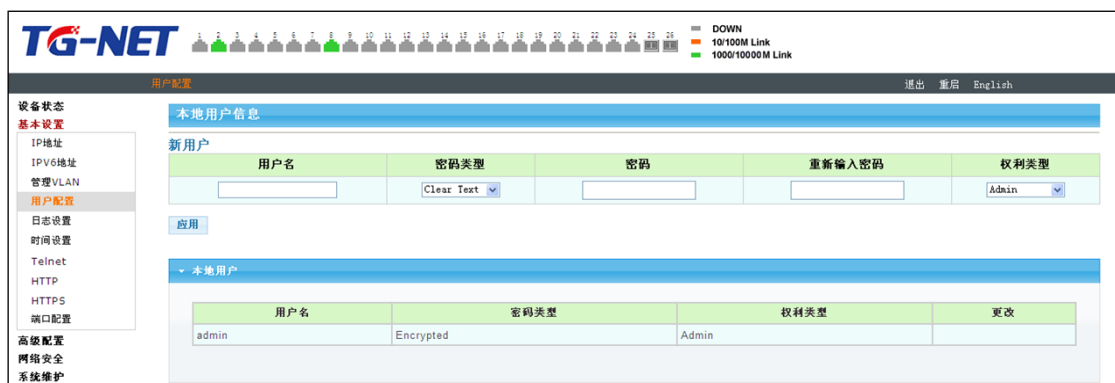 TG-NET
1 2 3 4 5 6 7 8 9 10 11 12 13 14 15 16 17 18 19 20 21 22 23 24 25 26
DOWN
10/100M Link
1000/10000M Link
用户配置 退出 重启 English
设备状态
基本设置
IP地址
IPV6地址
管理VLAN
用户配置
日志设置
时间设置
Telnet
HTTP
HTTPS
端口配置
高级配置
网络安全
系统维护
本地用户信息
新用户
用户名 密码类型 密码 重新输入密码 权利类型
Clear Text Admin
应用
本地用户
用户名 密码类型 权利类型 更改
admin Encrypted Admin